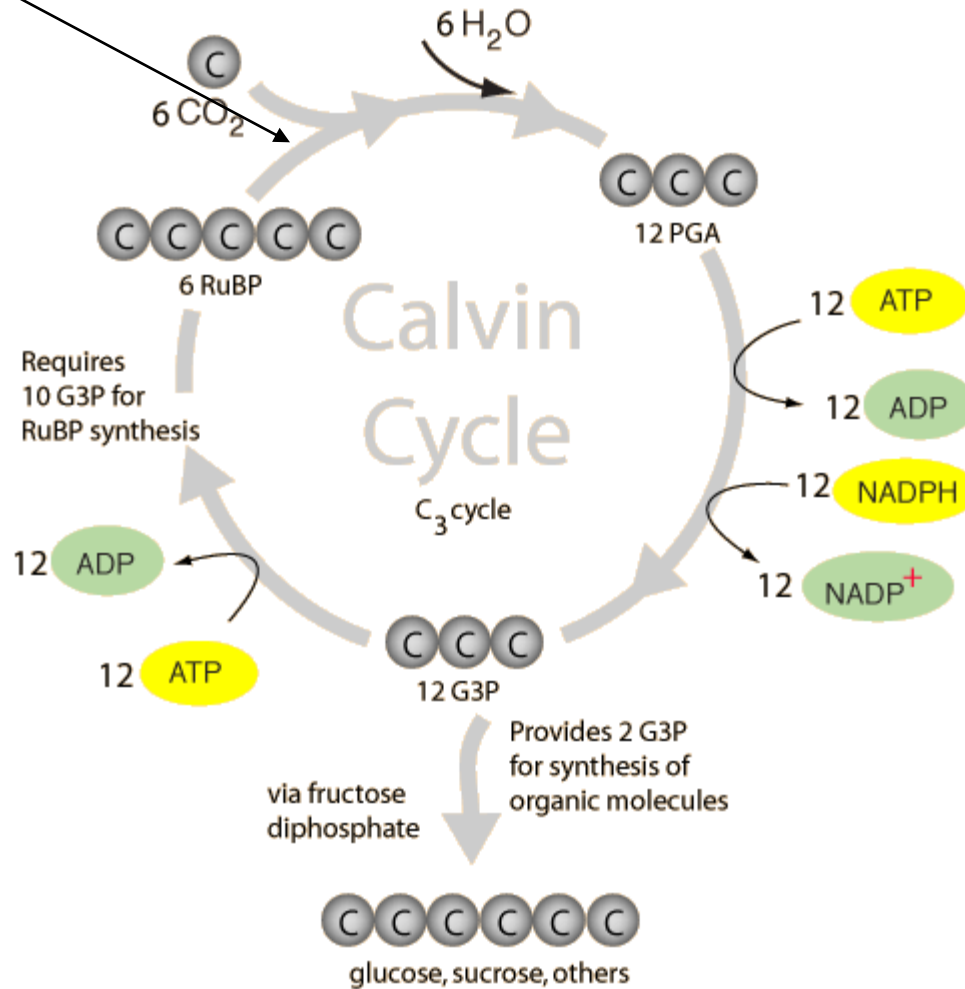 6 H2O
C
6 CO2
C C C
12 PGA
C C C C C
6 RuBP
Calvin
Cycle
C3 cycle
12 ATP
12 ADP
12 NADPH
12 NADP+
Requires
10 G3P for
RuBP synthesis
12 ADP
12 ATP
C C C
12 G3P
Provides 2 G3P
for synthesis of
organic molecules
via fructose
diphosphate
C C C C C C
glucose, sucrose, others